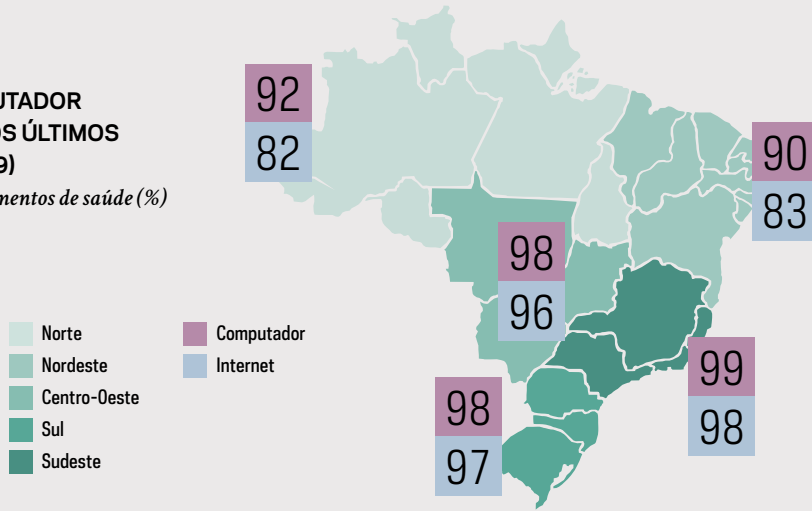 UTADOR
OS ÚLTIMOS
9)
mentos de saúde (%)
92
82
90
83
98
96
99
98
98
97
Norte
Nordeste
Centro-Oeste
Sul
Sudeste
Computador
Internet